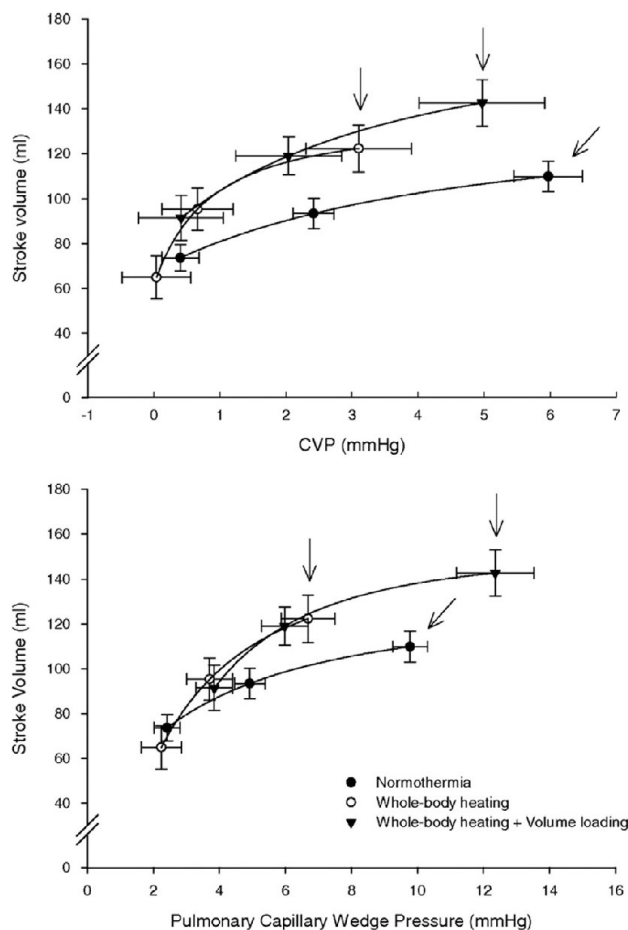 180
160
140
120
100
80
60
40
0
Stroke volume (ml)
-1 0 1 2 3 4 5 6 7
CVP (mmHg)
180
160
140
120
100
80
60
40
0
Stroke Volume (ml)
Normothermia
Whole-body heating
Whole-body heating + Volume loading
0 2 4 6 8 10 12 14 16
Pulmonary Capillary Wedge Pressure (mmHg)